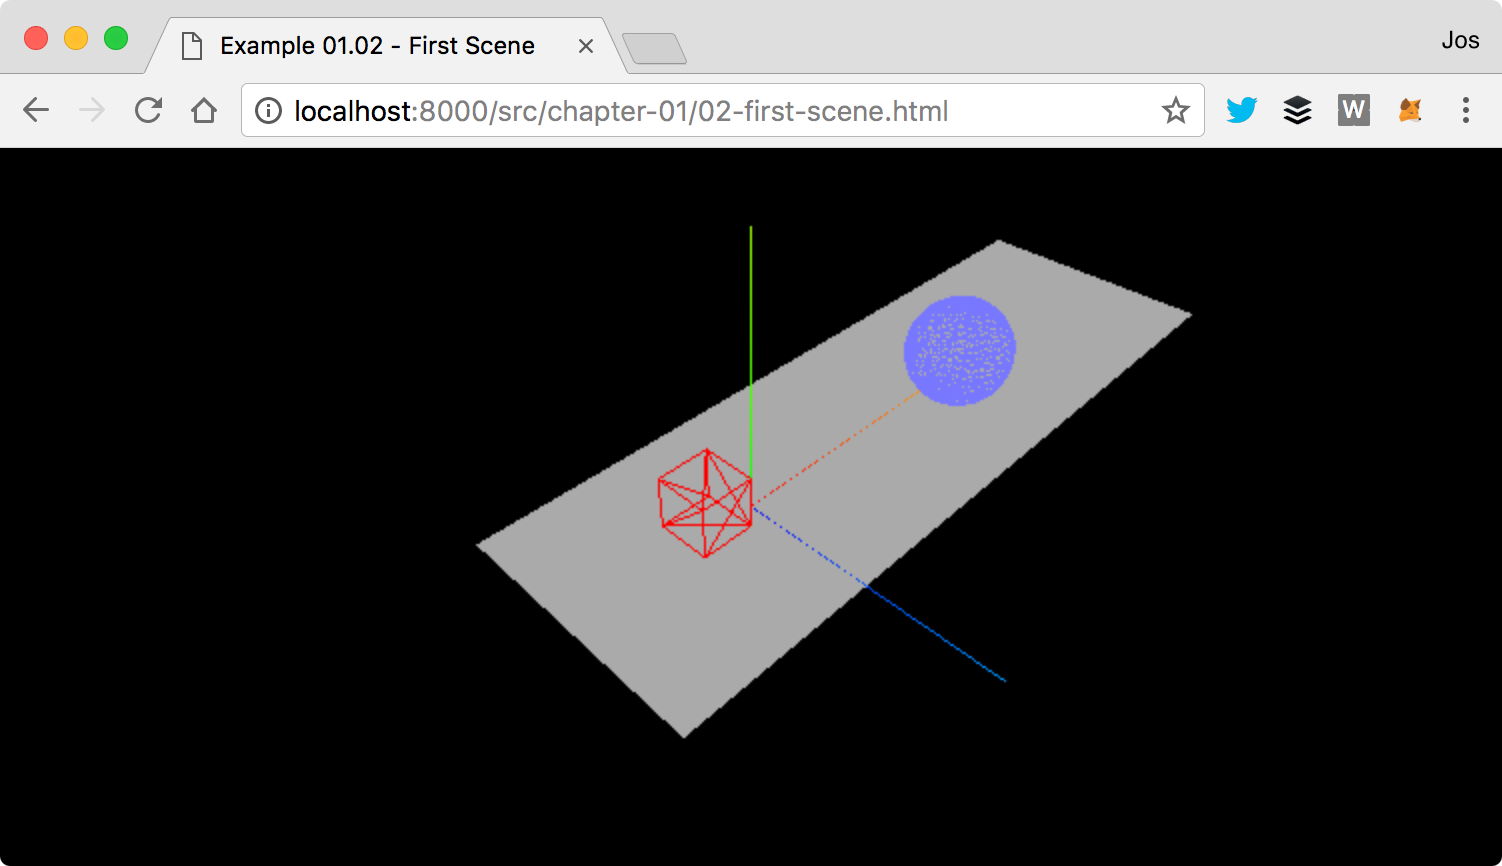 Example 01.02 - First Scene
Jos
localhost:8000/src/chapter-01/02-first-scene.html
W